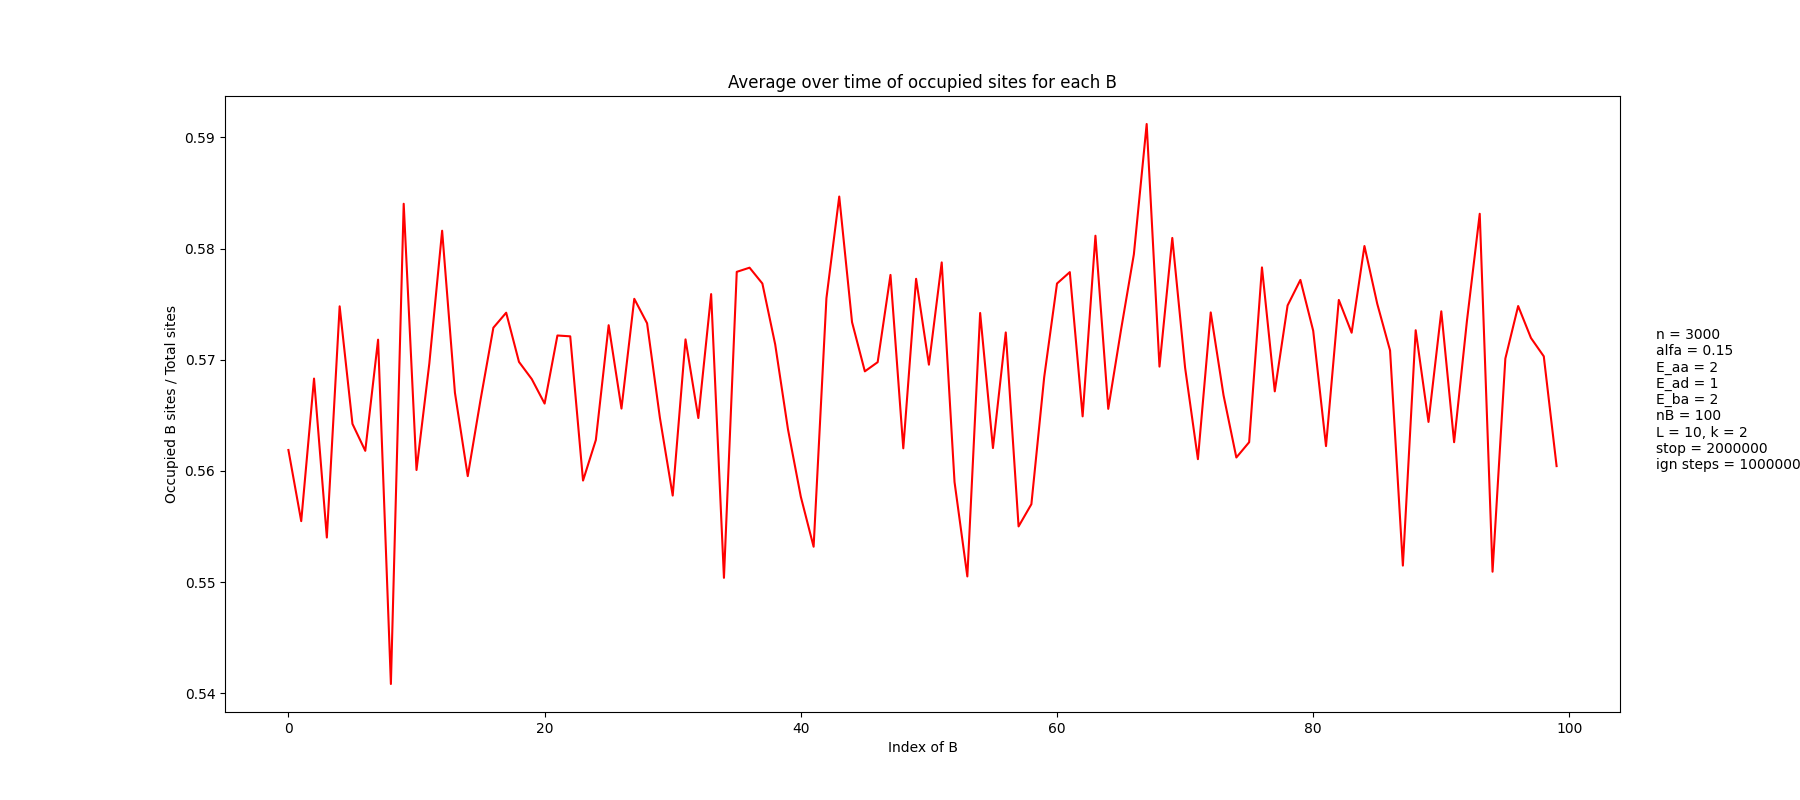 Average over time of occupied sites for each B
Occupied B sites / Total sites
0.59
0.58
0.57
0.56
0.55
0.54
0
20
40
60
80
100
Index of B
n = 3000
alfa = 0.15
E_aa = 2
E_ad = 1
E_ba = 2
nB = 100
L = 10, k = 2
stop = 2000000
ign steps = 1000000